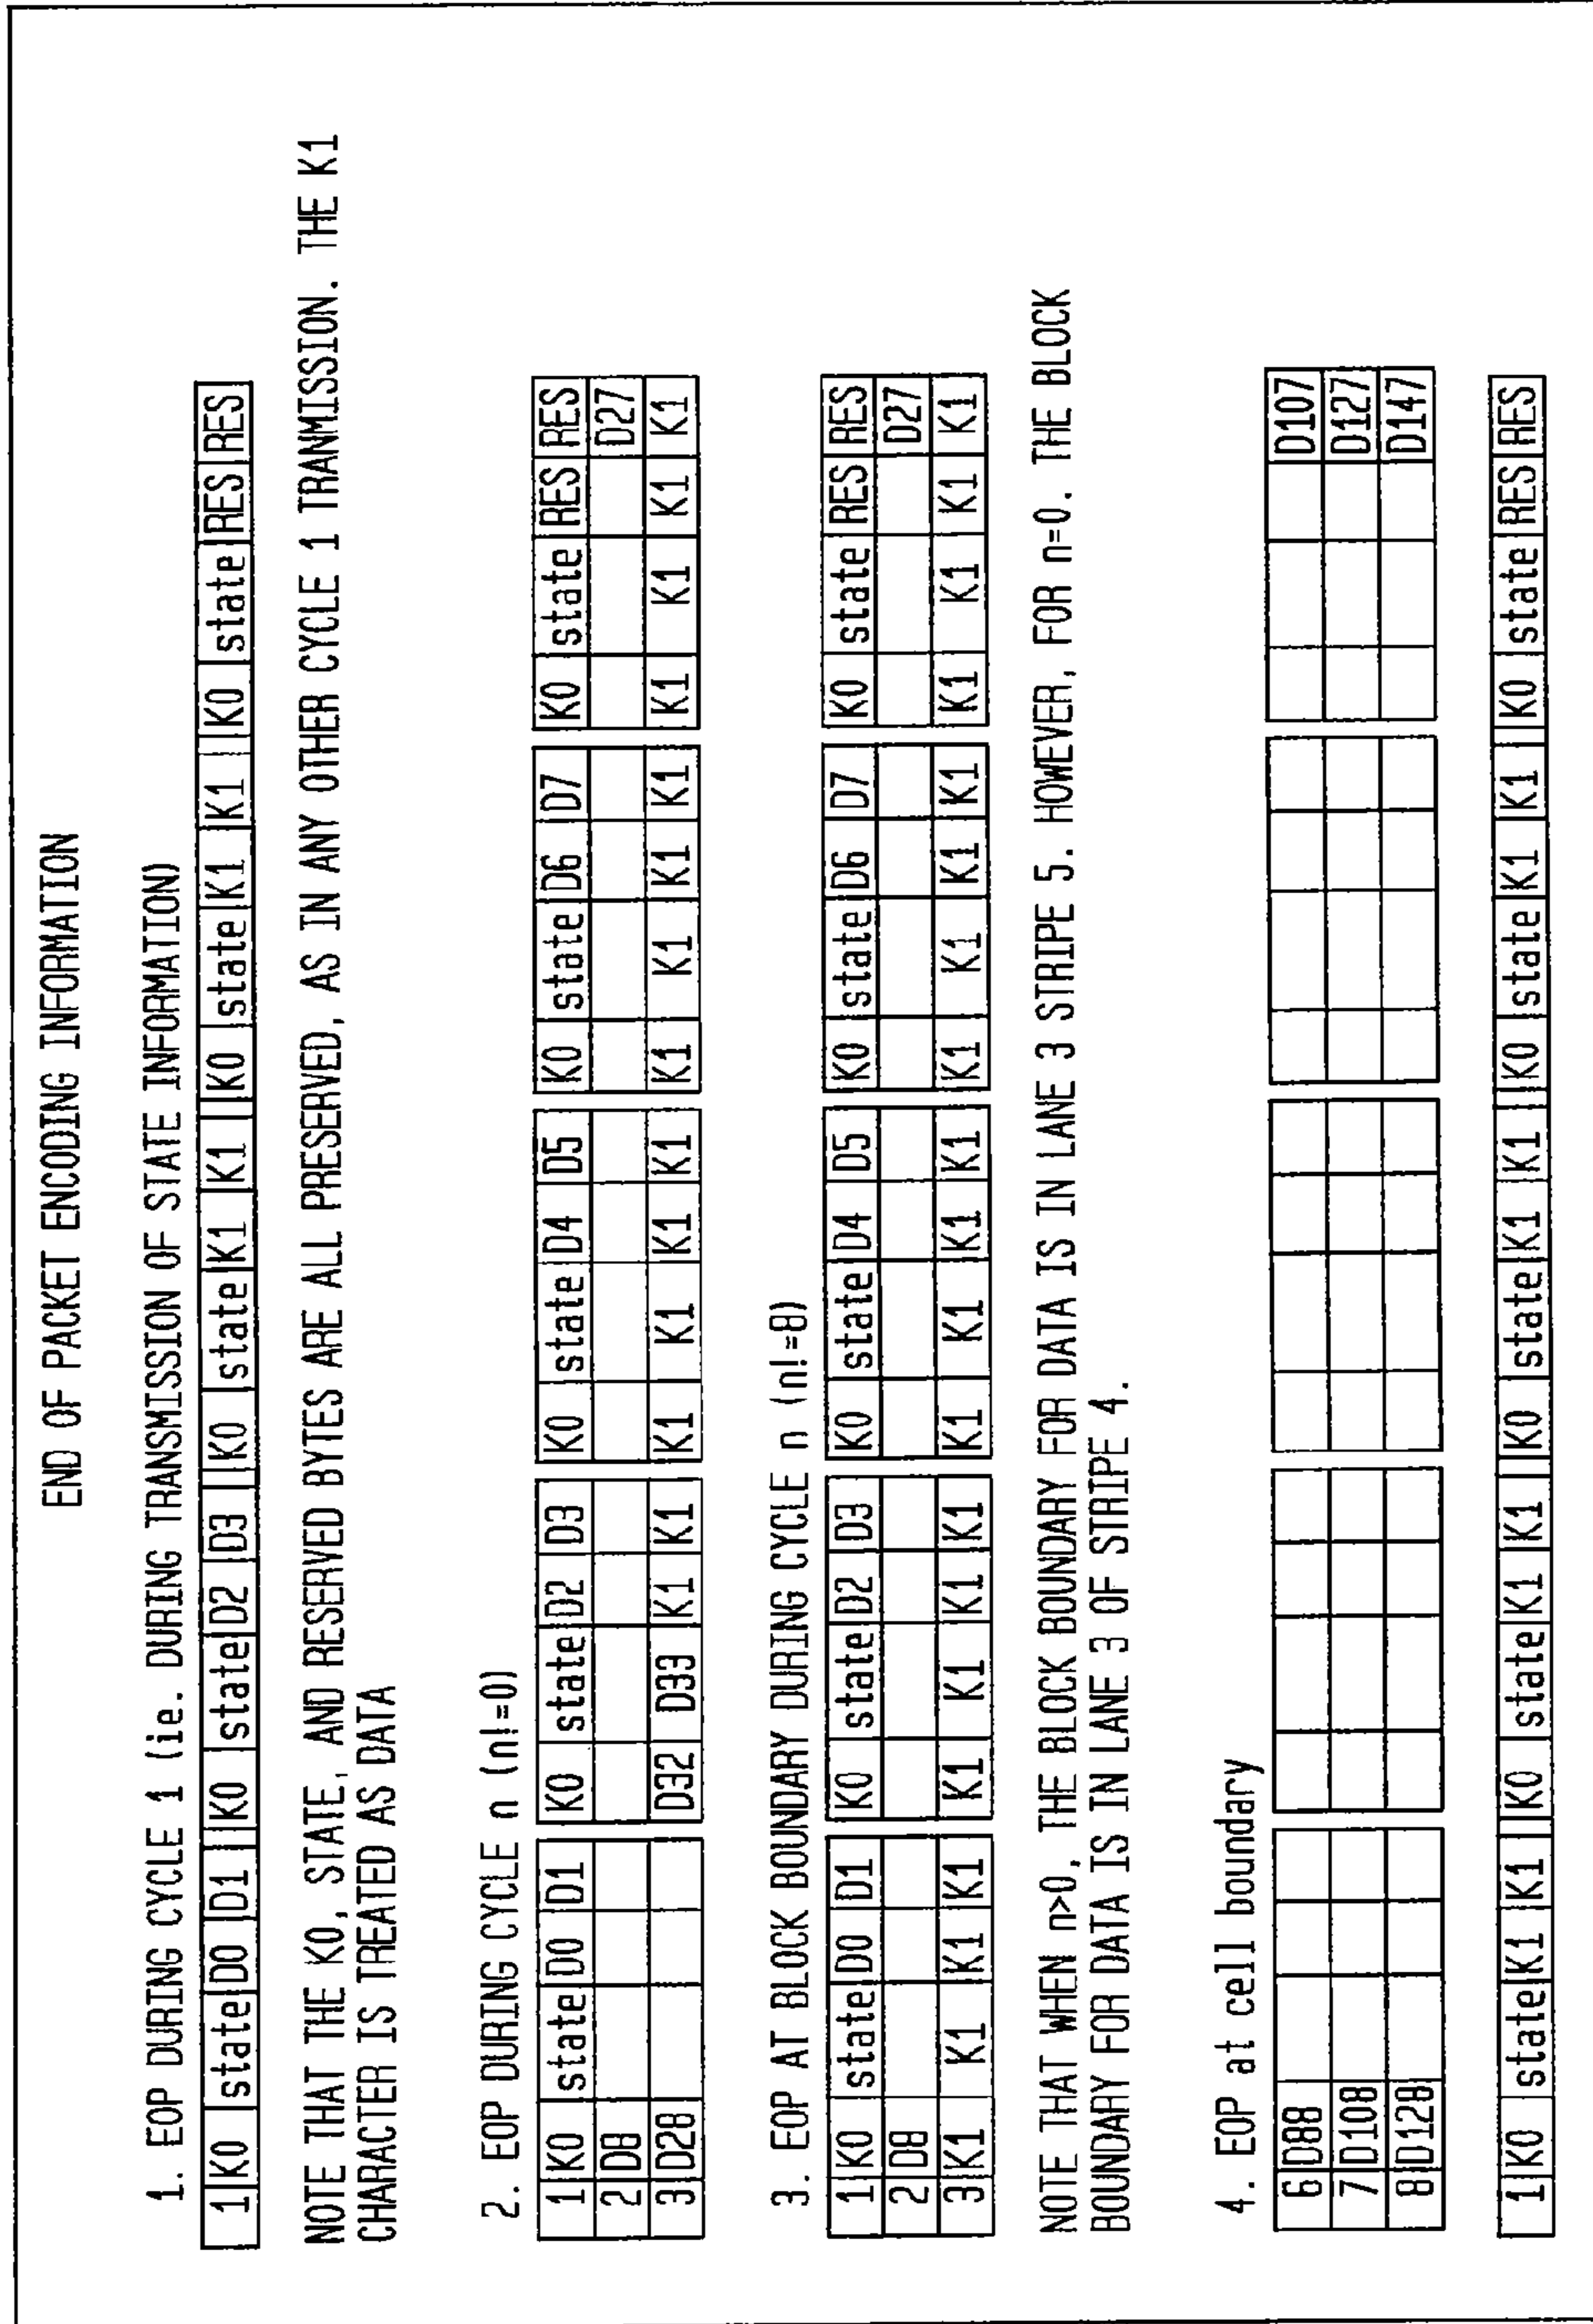 END OF PACKET ENCODING INFORMATION
1. EOP DURING CYCLE 1 (ie. DURING TRANSMISSION OF STATE INFORMATION)
1 K0 state D0 D1 K0 state D2 D3 K0 state K1 K1 K0 state K1 K1 K0 state RES RES
NOTE THAT THE K0, STATE, AND RESERVED BYTES ARE ALL PRESERVED, AS IN ANY OTHER CYCLE 1 TRANMISSION. THE K1
CHARACTER IS TREATED AS DATA
2. EOP DURING CYCLE n (n!=0)
1 K0 state D0 D1 K0 state D2 D3 K0 state D4 D5 K0 state D6 D7 K0 state RES RES
2 D8 D27
3 D28 D32 D33 K1 K1 K1 K1 K1 K1 K1 K1 K1 K1 K1 K1 K1 K1
3. EOP AT BLOCK BOUNDARY DURING CYCLE n (n!=8)
1 K0 state D0 D1 K0 state D2 D3 K0 state D4 D5 K0 state D6 D7 K0 state RES RES
2 D8 D27
3 K1 K1 K1 K1 K1 K1 K1 K1 K1 K1 K1 K1 K1 K1 K1 K1 K1 K1 K1 K1
NOTE THAT WHEN n>0, THE BLOCK BOUNDARY FOR DATA IS IN LANE 3 STRIPE 5. HOWEVER, FOR n=0. THE BLOCK
BOUNDARY FOR DATA IS IN LANE 3 OF STRIPE 4.
4. EOP at cell boundary
6 D88 D107
7 D108 D127
8 D128 D147
1 K0 state K1 K1 K0 state K1 K1 K0 state K1 K1 K0 state K1 K1 K0 state RES RES